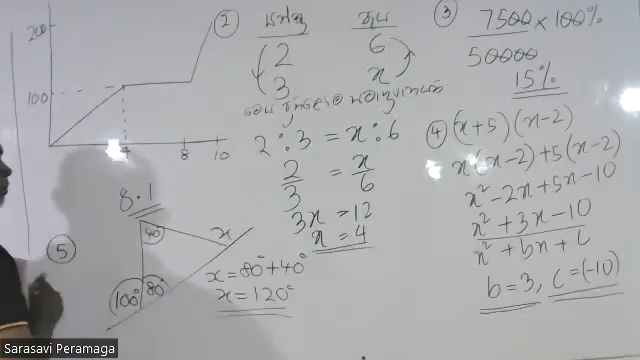 200
100
4 8 10
8.1
②
2 6
3 x
2 : 3 = x : 6
2/3 = x/6
3x = 12
x = 4
③
7500 × 100%
50000
15%
④ (x+5)(x-2)
x(x-2)+5(x-2)
x² - 2x + 5x - 10
x² + 3x - 10
x² + bx + c
b = 3, c = (-10)
⑤
40°
x
100° 80°
x = 80° + 40°
x = 120°
Sarasavi Peramaga